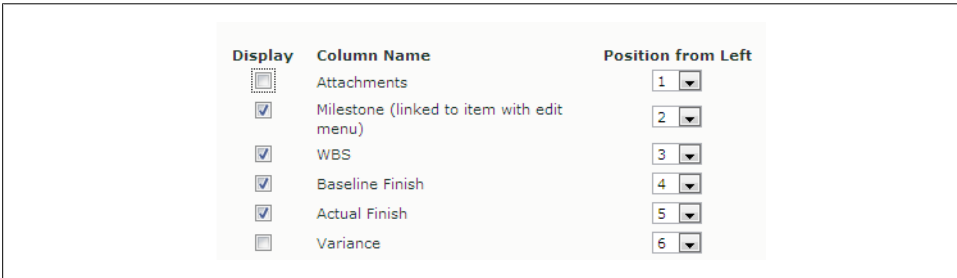 Display Column Name Position from Left
Attachments 1
Milestone (linked to item with edit
menu) 2
WBS 3
Baseline Finish 4
Actual Finish 5
Variance 6